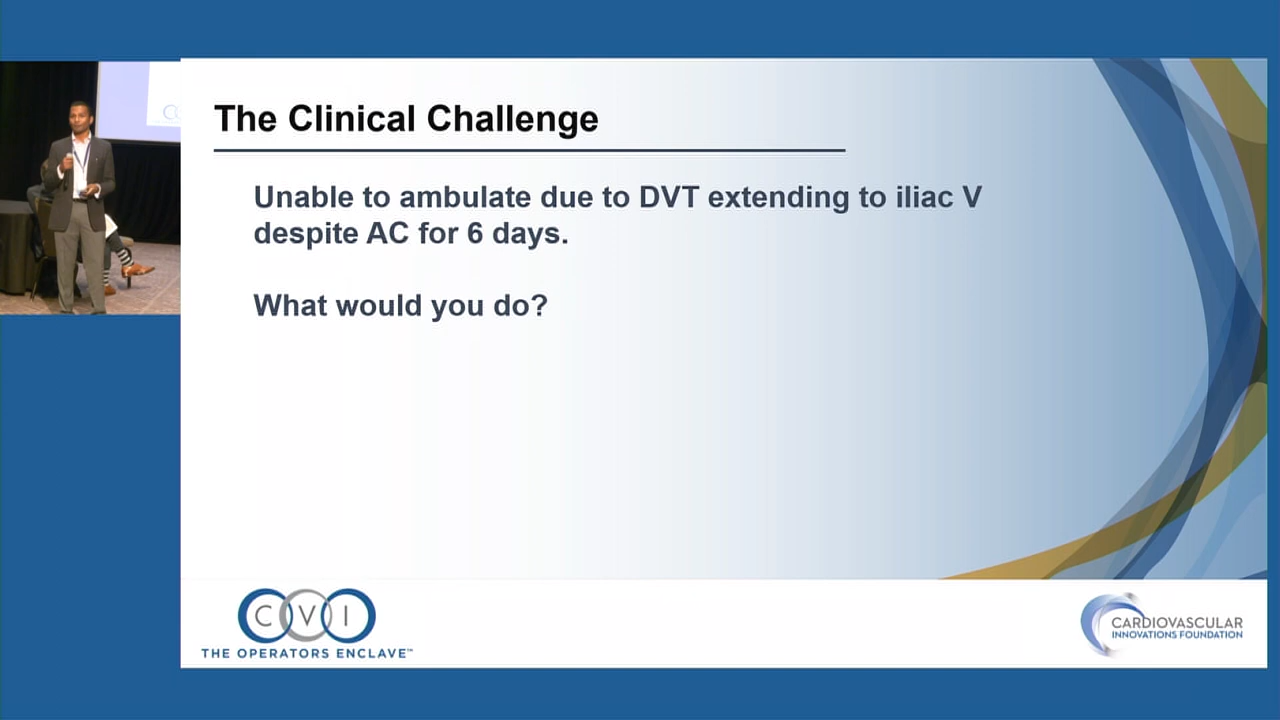 The Clinical Challenge
Unable to ambulate due to DVT extending to iliac V
despite AC for 6 days.
What would you do?
C V I
THE OPERATORS ENCLAVE™
CARDIOVASCULAR
INNOVATIONS FOUNDATION